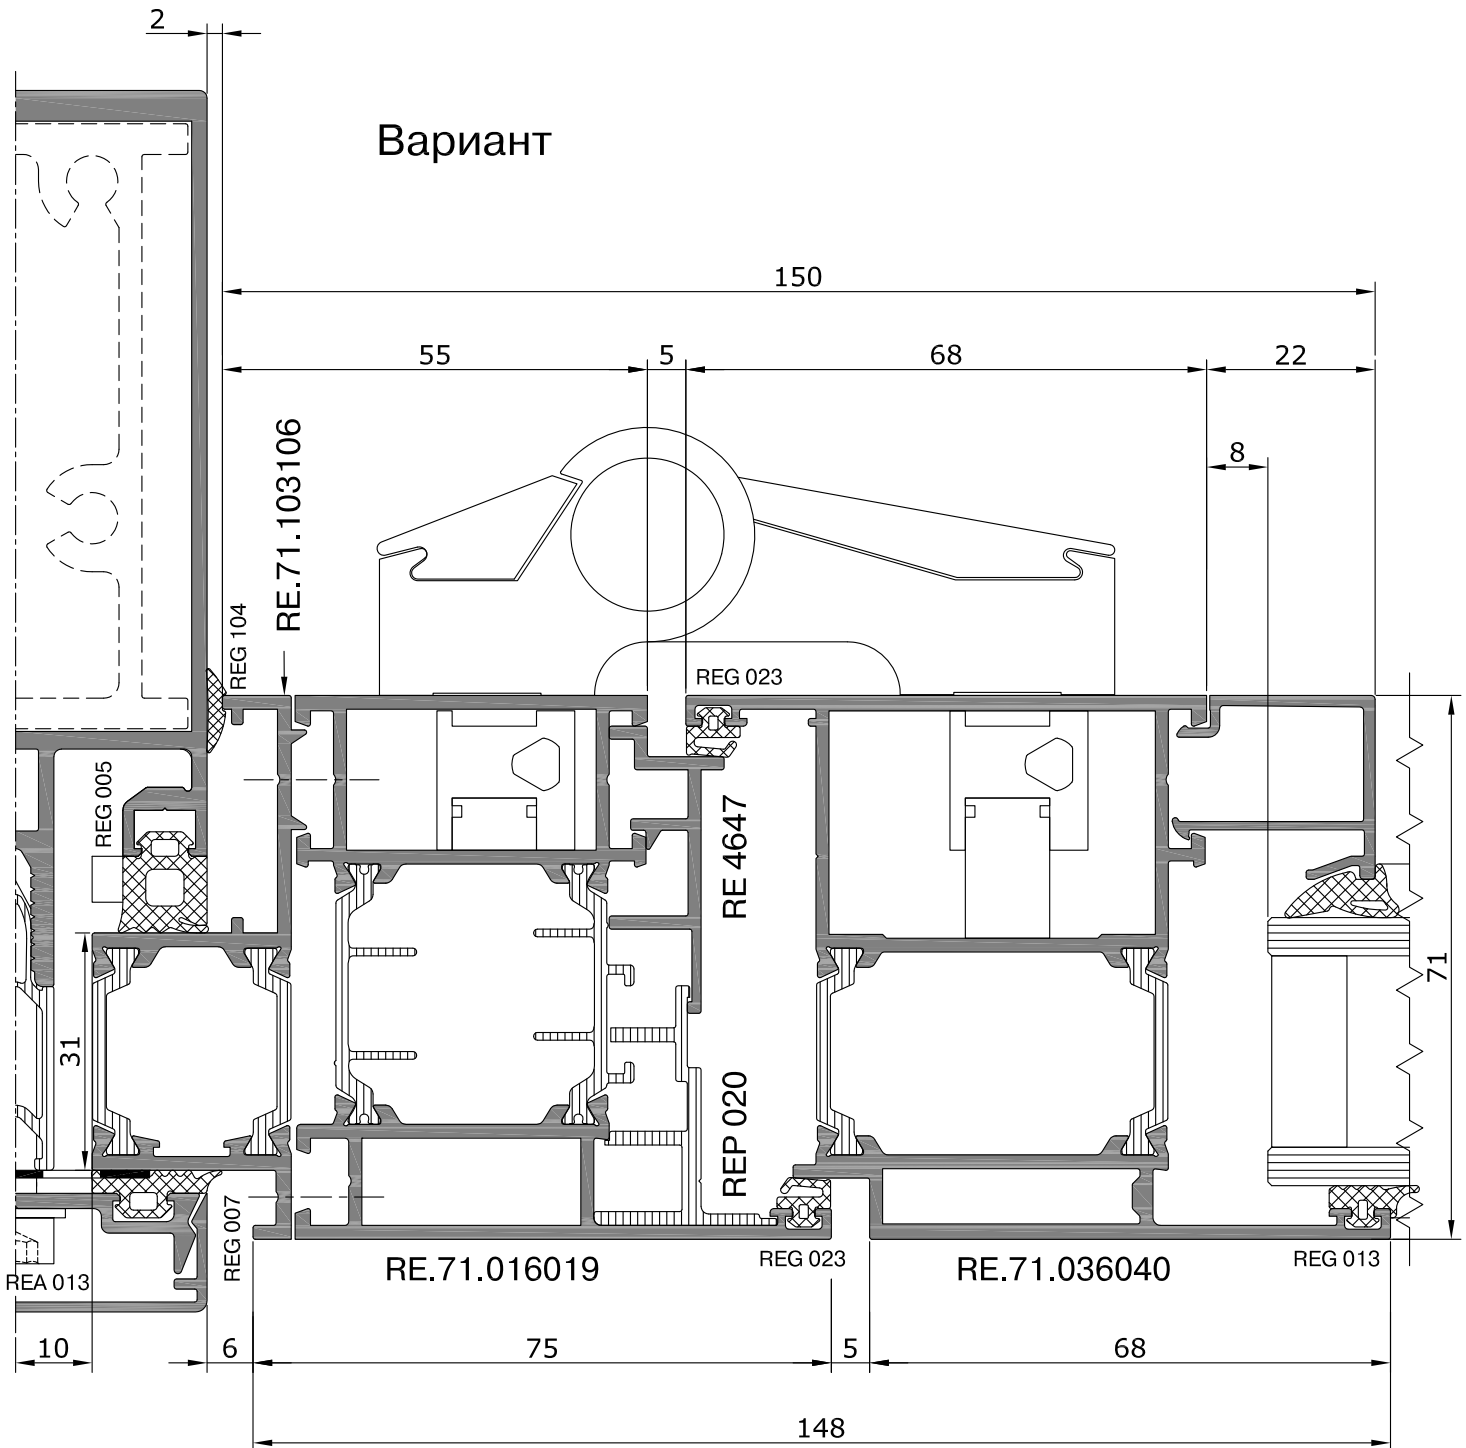 2
Вариант
150
55
5
68
22
8
RE.71.103106
REG 104
REG 023
REG 005
RE 4647
71
31
REP 020
REG 007
REA 013
RE.71.016019
REG 023
RE.71.036040
REG 013
10
6
75
5
68
148